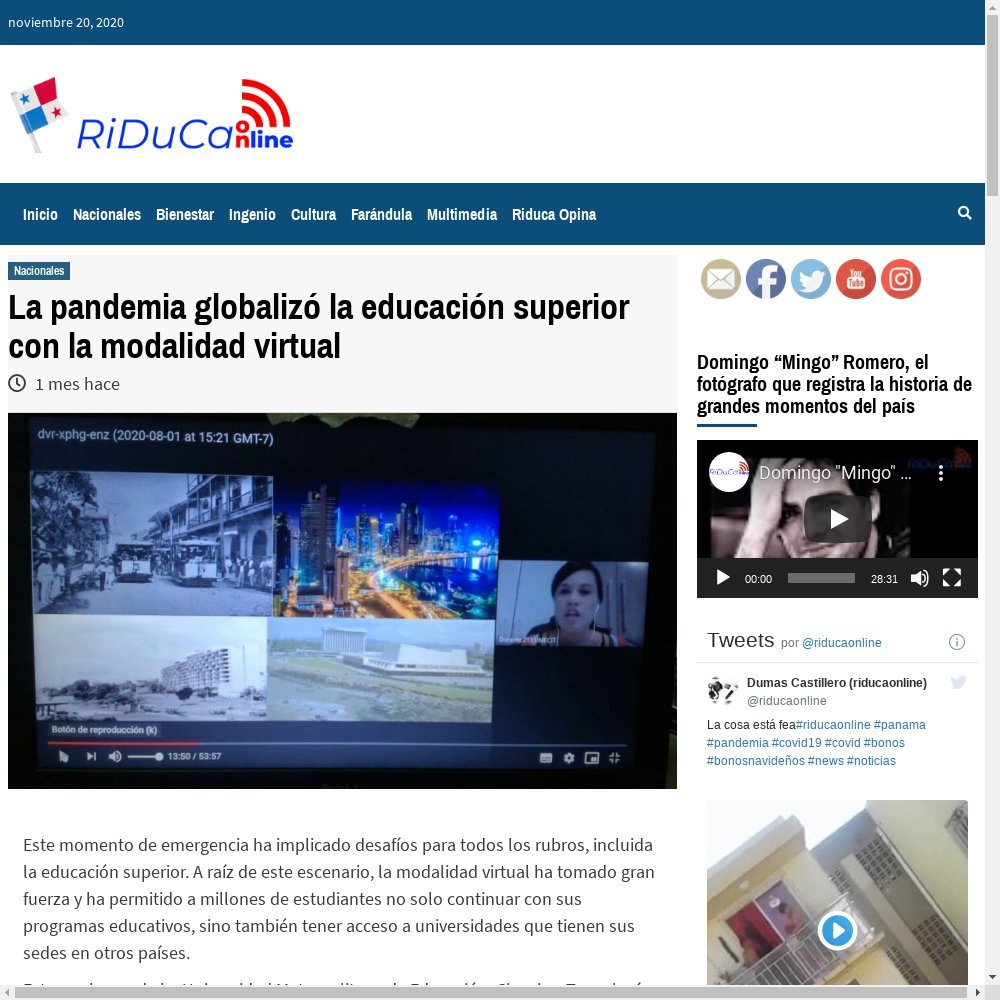 noviembre 20, 2020
RiDuCa online
Inicio Nacionales Bienestar Ingenio Cultura Farándula Multimedia Riduca Opina
Nacionales
La pandemia globalizó la educación superior
con la modalidad virtual
1 mes hace
dvr-xphg-enz (2020-08-01 at 15:21 GMT-7)
Botón de reproducción (k)
13:50 / 53:57
Este momento de emergencia ha implicado desafíos para todos los rubros, incluida
la educación superior. A raíz de este escenario, la modalidad virtual ha tomado gran
fuerza y ha permitido a millones de estudiantes no solo continuar con sus
programas educativos, sino también tener acceso a universidades que tienen sus
sedes en otros países.
You
Tube
Domingo “Mingo” Romero, el
fotógrafo que registra la historia de
grandes momentos del país
RiDuCa
Domingo "Mingo" ...
00:00
28:31
Tweets por @riducaonline
Dumas Castillero (riducaonline)
@riducaonline
La cosa está fea#riducaonline #panama
#pandemia #covid19 #covid #bonos
#bonosnavideños #news #noticias